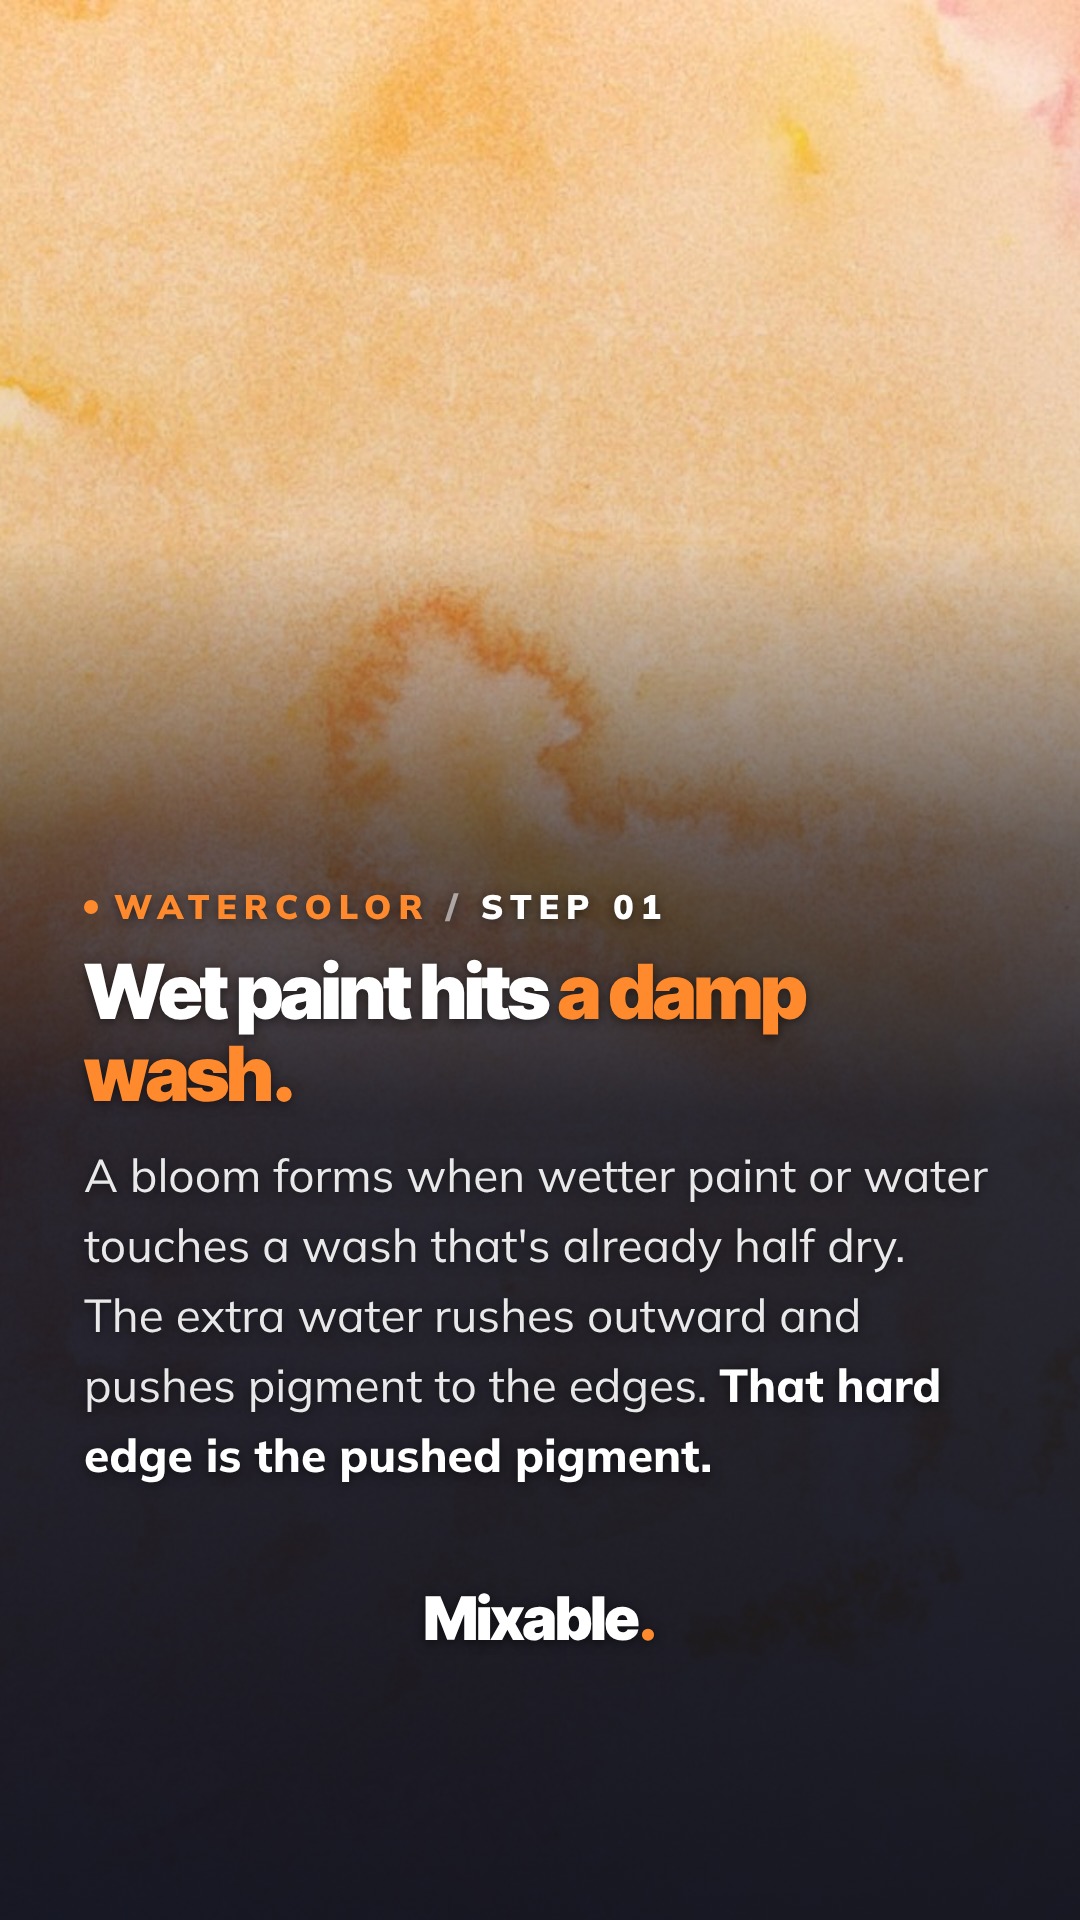 • WATERCOLOR / STEP 01
Wet paint hits a damp
wash.
A bloom forms when wetter paint or water
touches a wash that's already half dry.
The extra water rushes outward and
pushes pigment to the edges. That hard
edge is the pushed pigment.
Mixable.